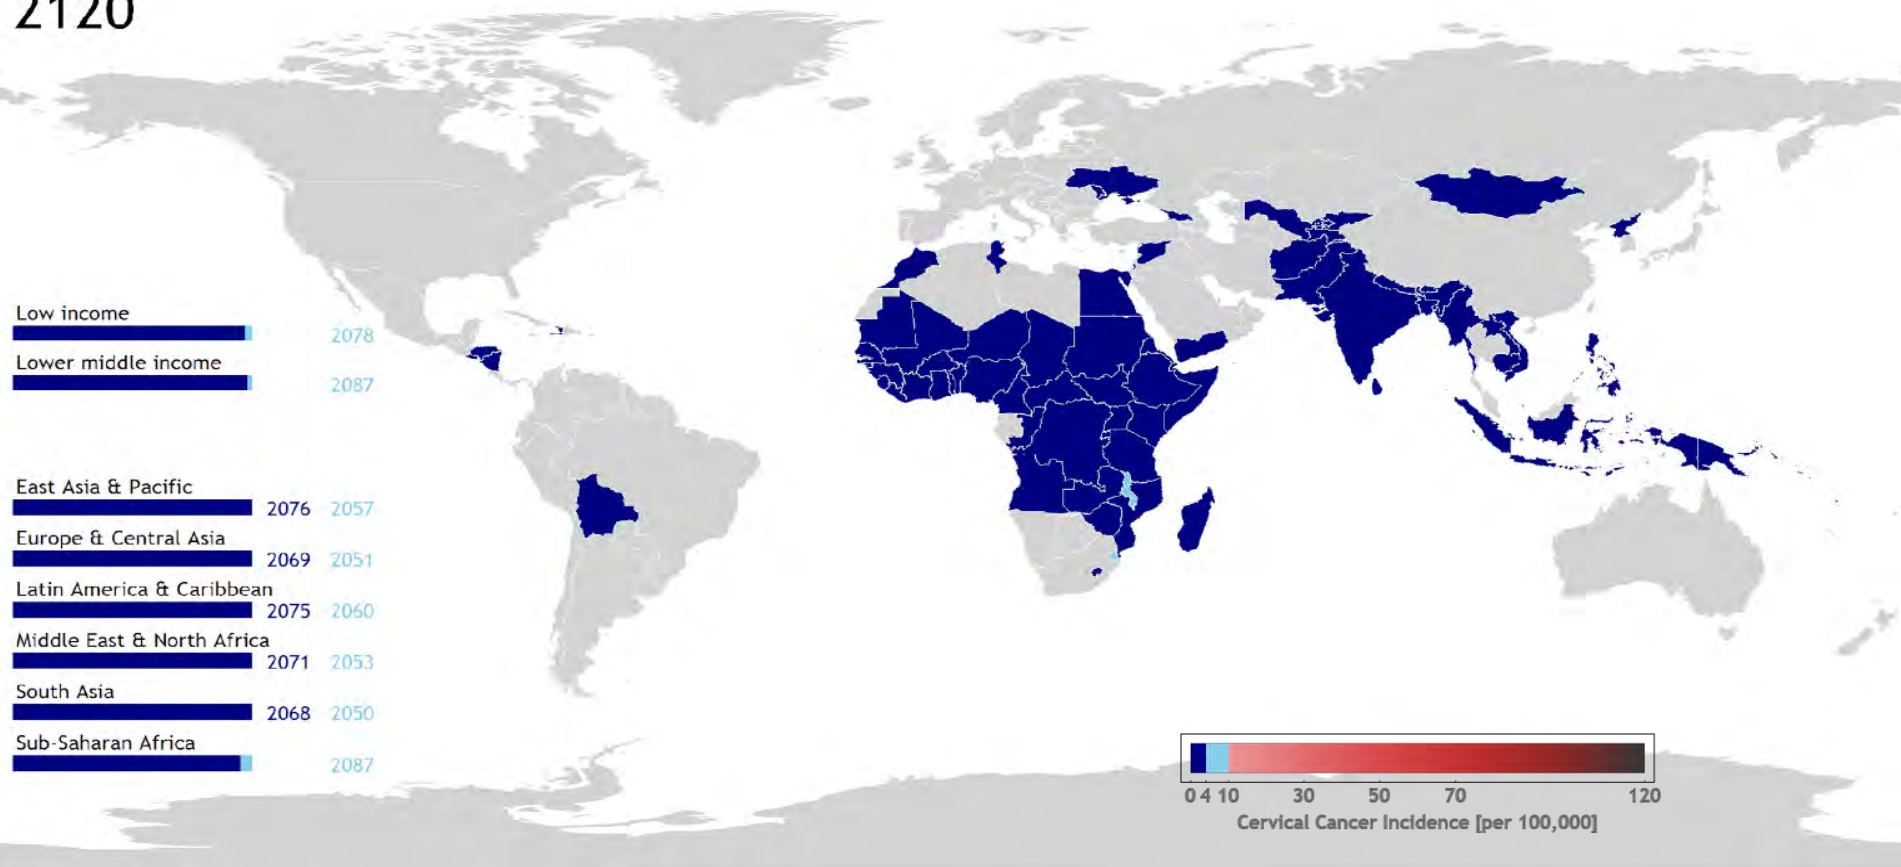 2120
Low income
2078
Lower middle income
2087
East Asia & Pacific
2076 2057
Europe & Central Asia
2069 2051
Latin America & Caribbean
2075 2060
Middle East & North Africa
2071 2053
South Asia
2068 2050
Sub-Saharan Africa
2087
0 4 10 30 50 70 120
Cervical Cancer Incidence [per 100,000]